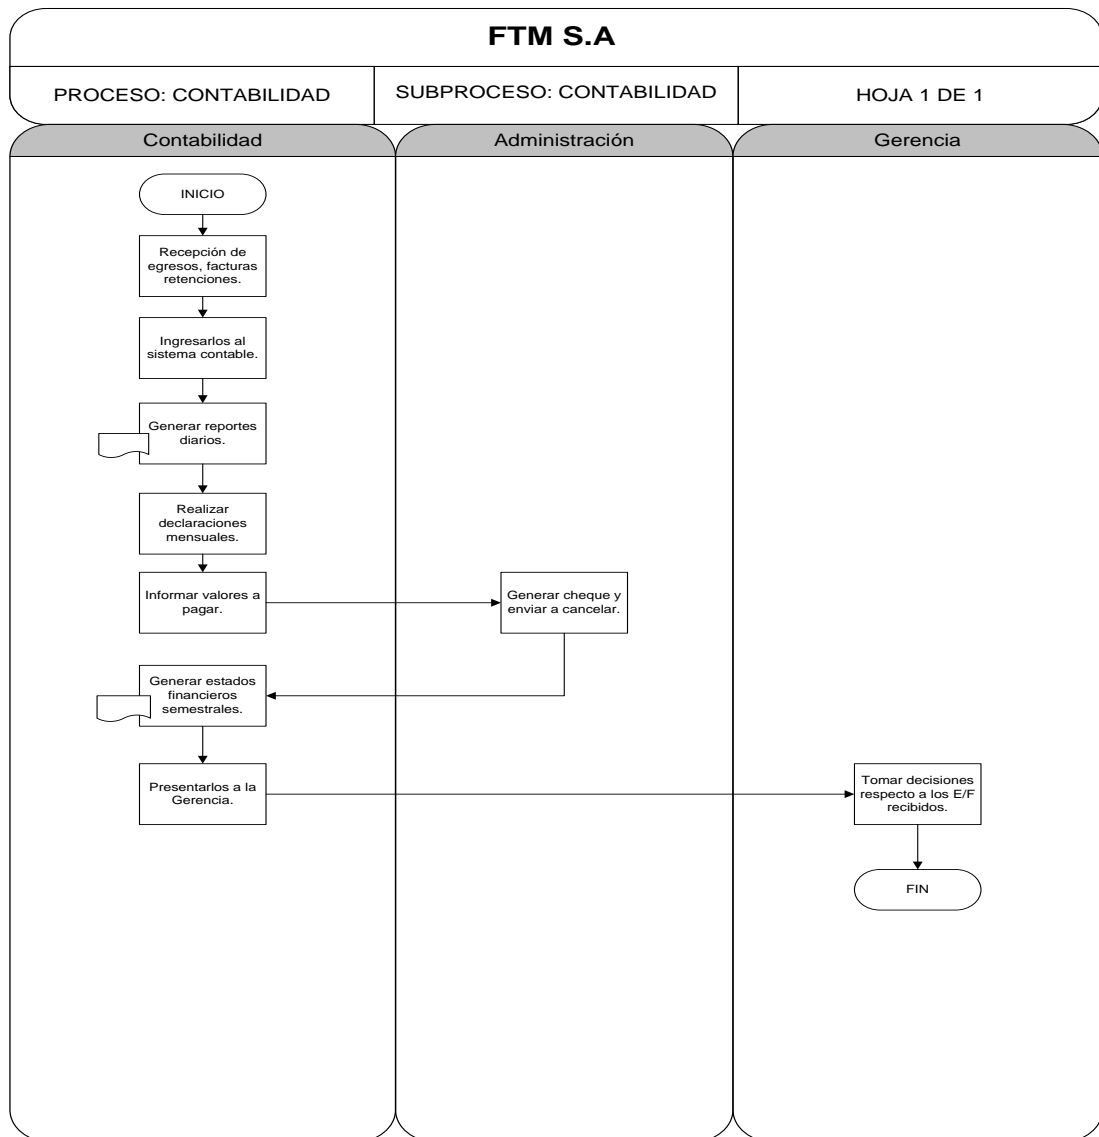 FTM S.A
PROCESO: CONTABILIDAD
SUBPROCESO: CONTABILIDAD
HOJA 1 DE 1
Contabilidad
Administración
Gerencia
INICIO
Recepción de
egresos, facturas
retenciones.
Ingresarlos al
sistema contable.
Generar reportes
diarios.
Realizar
declaraciones
mensuales.
Informar valores a
pagar.
Generar cheque y
enviar a cancelar.
Generar estados
financieros
semestrales.
Presentarlos a la
Gerencia.
Tomar decisiones
respecto a los E/F
recibidos.
FIN